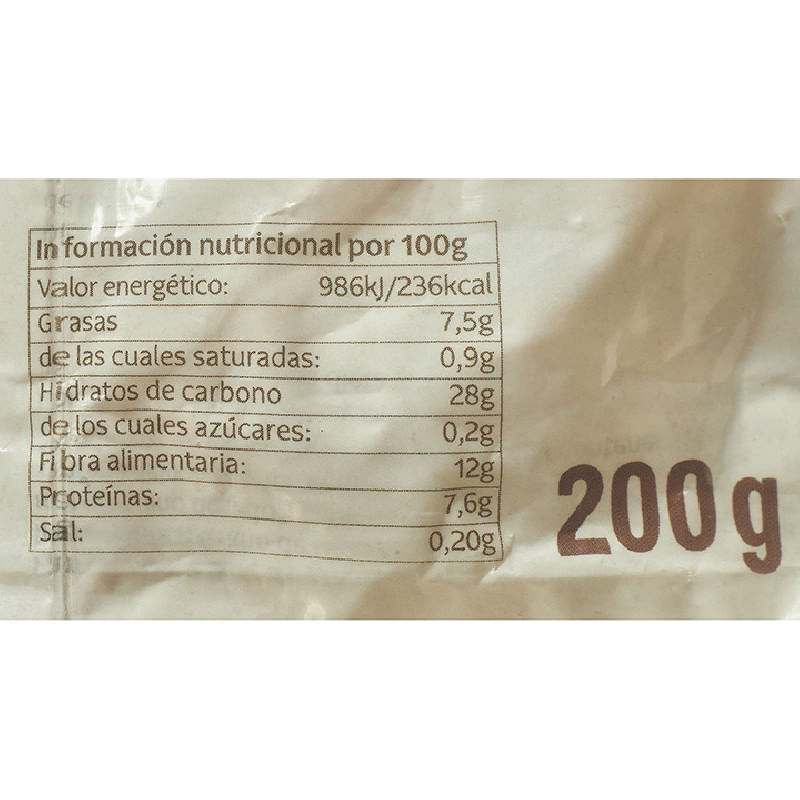 Información nutricional por 100g
Valor energético: 986kJ/236kcal
Grasas 7,5g
de las cuales saturadas: 0,9g
Hidratos de carbono 28g
de los cuales azúcares: 0,2g
Fibra alimentaria: 12g
Proteínas: 7,6g
Sal: 0,20g
200g